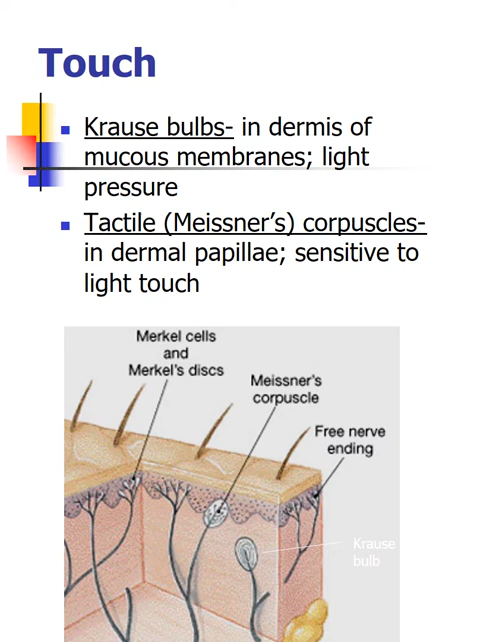 Touch
Krause bulbs- in dermis of
mucous membranes; light
pressure
Tactile (Meissner's) corpuscles-
in dermal papillae; sensitive to
light touch
Merkel cells
and
Merkel's discs
Meissner's
corpuscle
Free nerve
ending
Krause
bulb